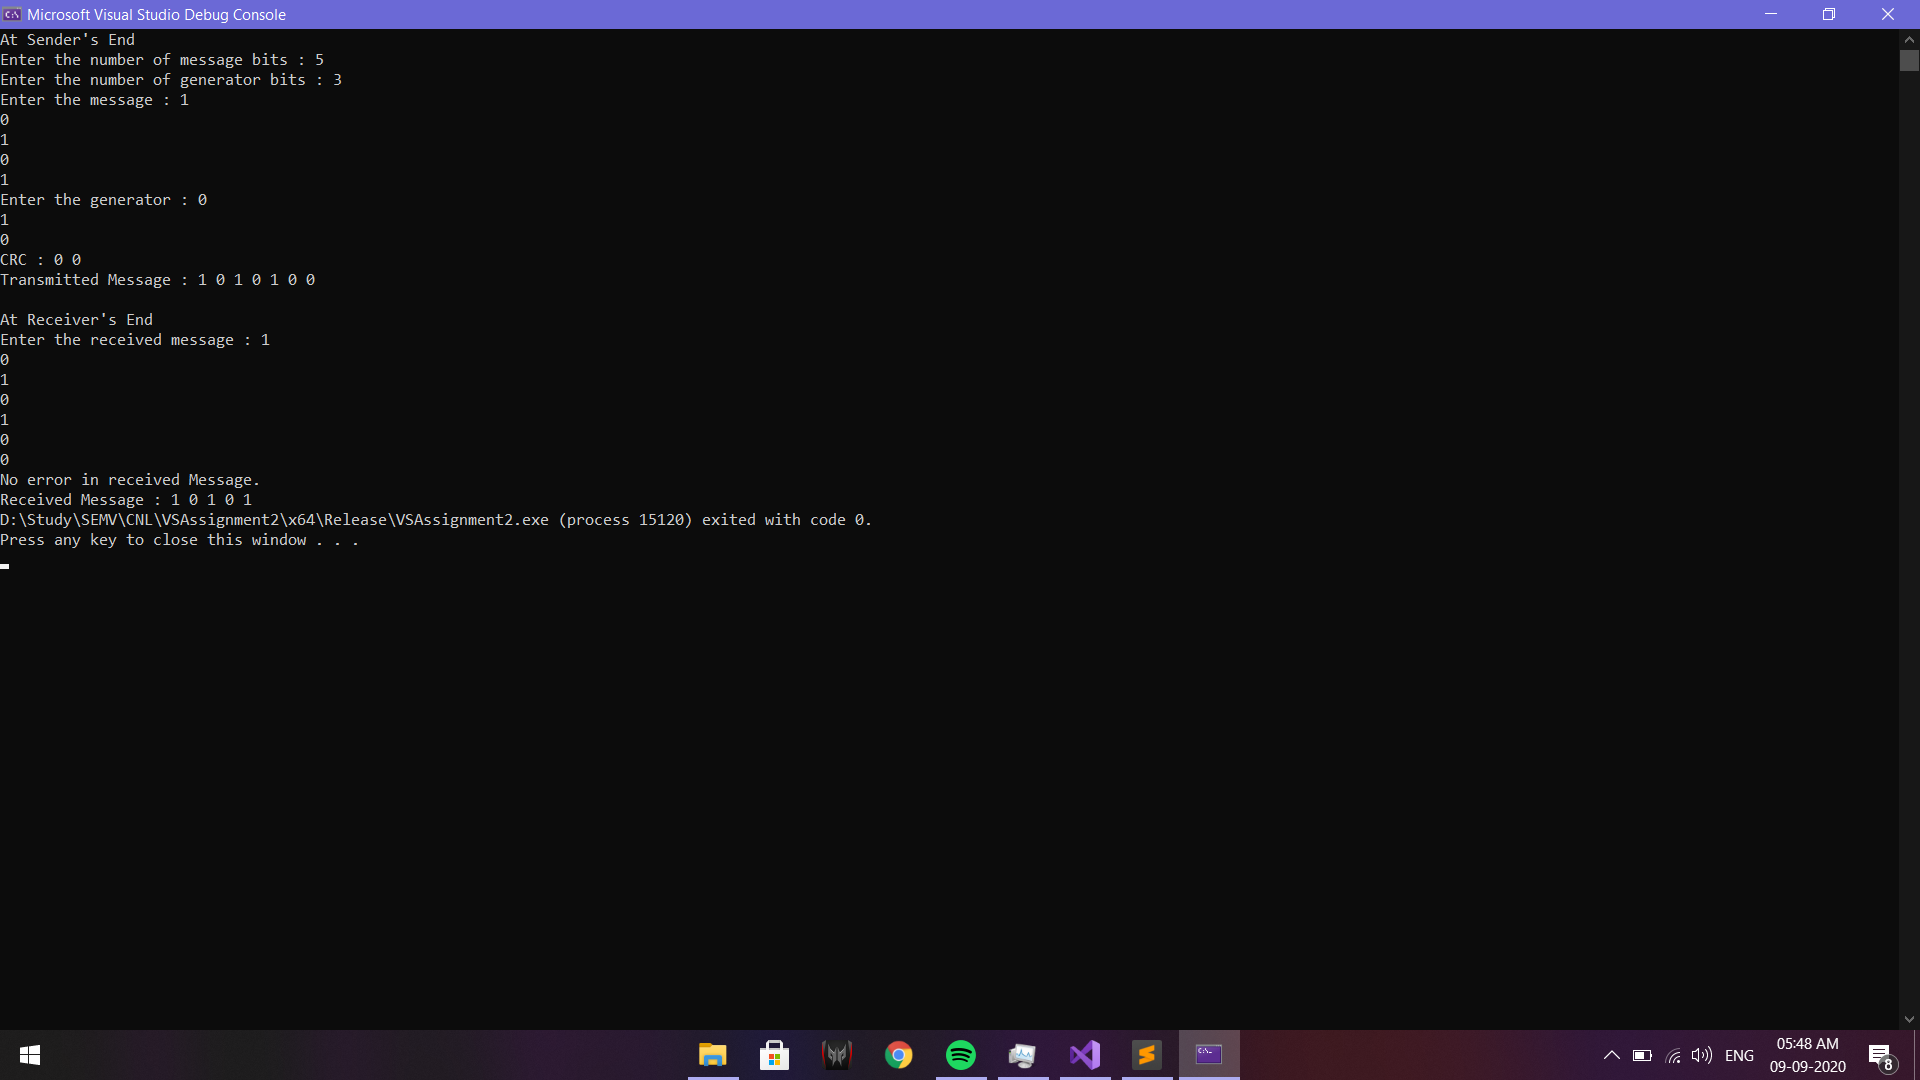 Microsoft Visual Studio Debug Console
At Sender's End
Enter the number of message bits : 5
Enter the number of generator bits : 3
Enter the message : 1
0
1
0
1
Enter the generator : 0
1
0
CRC : 0 0
Transmitted Message : 1 0 1 0 1 0 0
At Receiver's End
Enter the received message : 1
0
1
0
1
0
0
No error in received Message.
Received Message : 1 0 1 0 1
D:\Study\SEMV\CNL\VSAssignment2\x64\Release\VSAssignment2.exe (process 15120) exited with code 0.
Press any key to close this window . . .
ENG
05:48 AM
09-09-2020
8